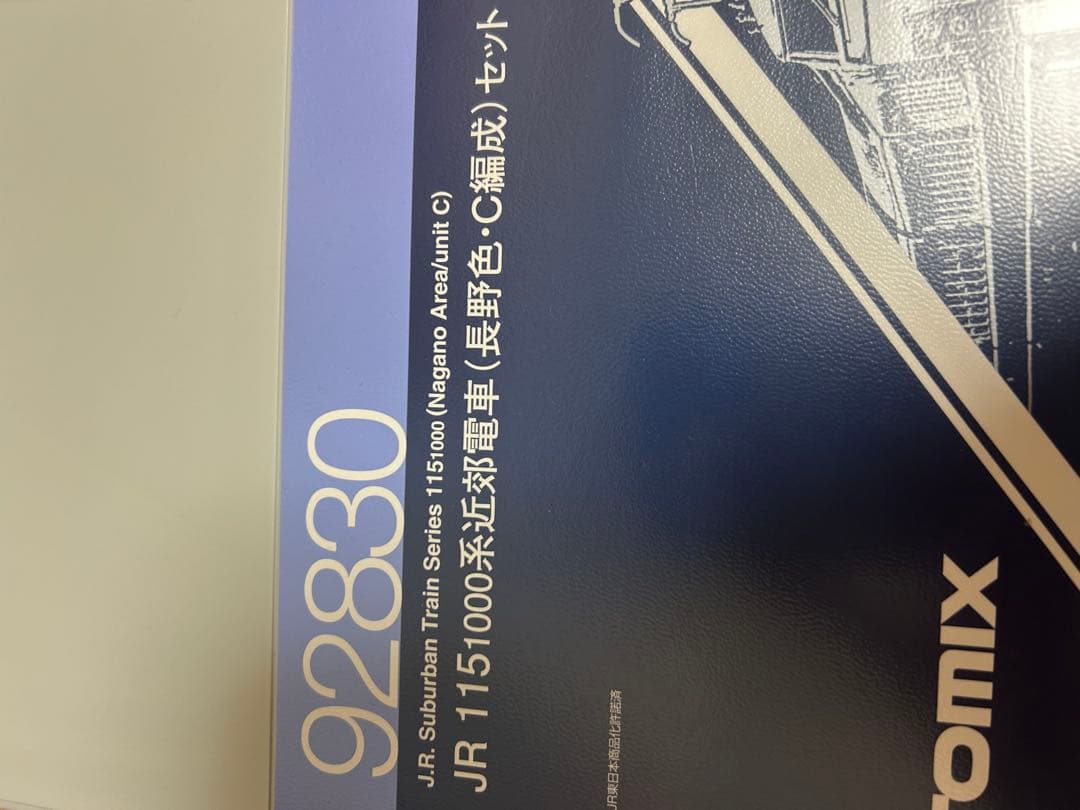 92830
J.R. Suburban Train Series 1151000 (Nagano Area/unit C)
JR 1151000系近郊電車(長野色・C編成)セット
JR東日本商品化許諾済
TOMIX